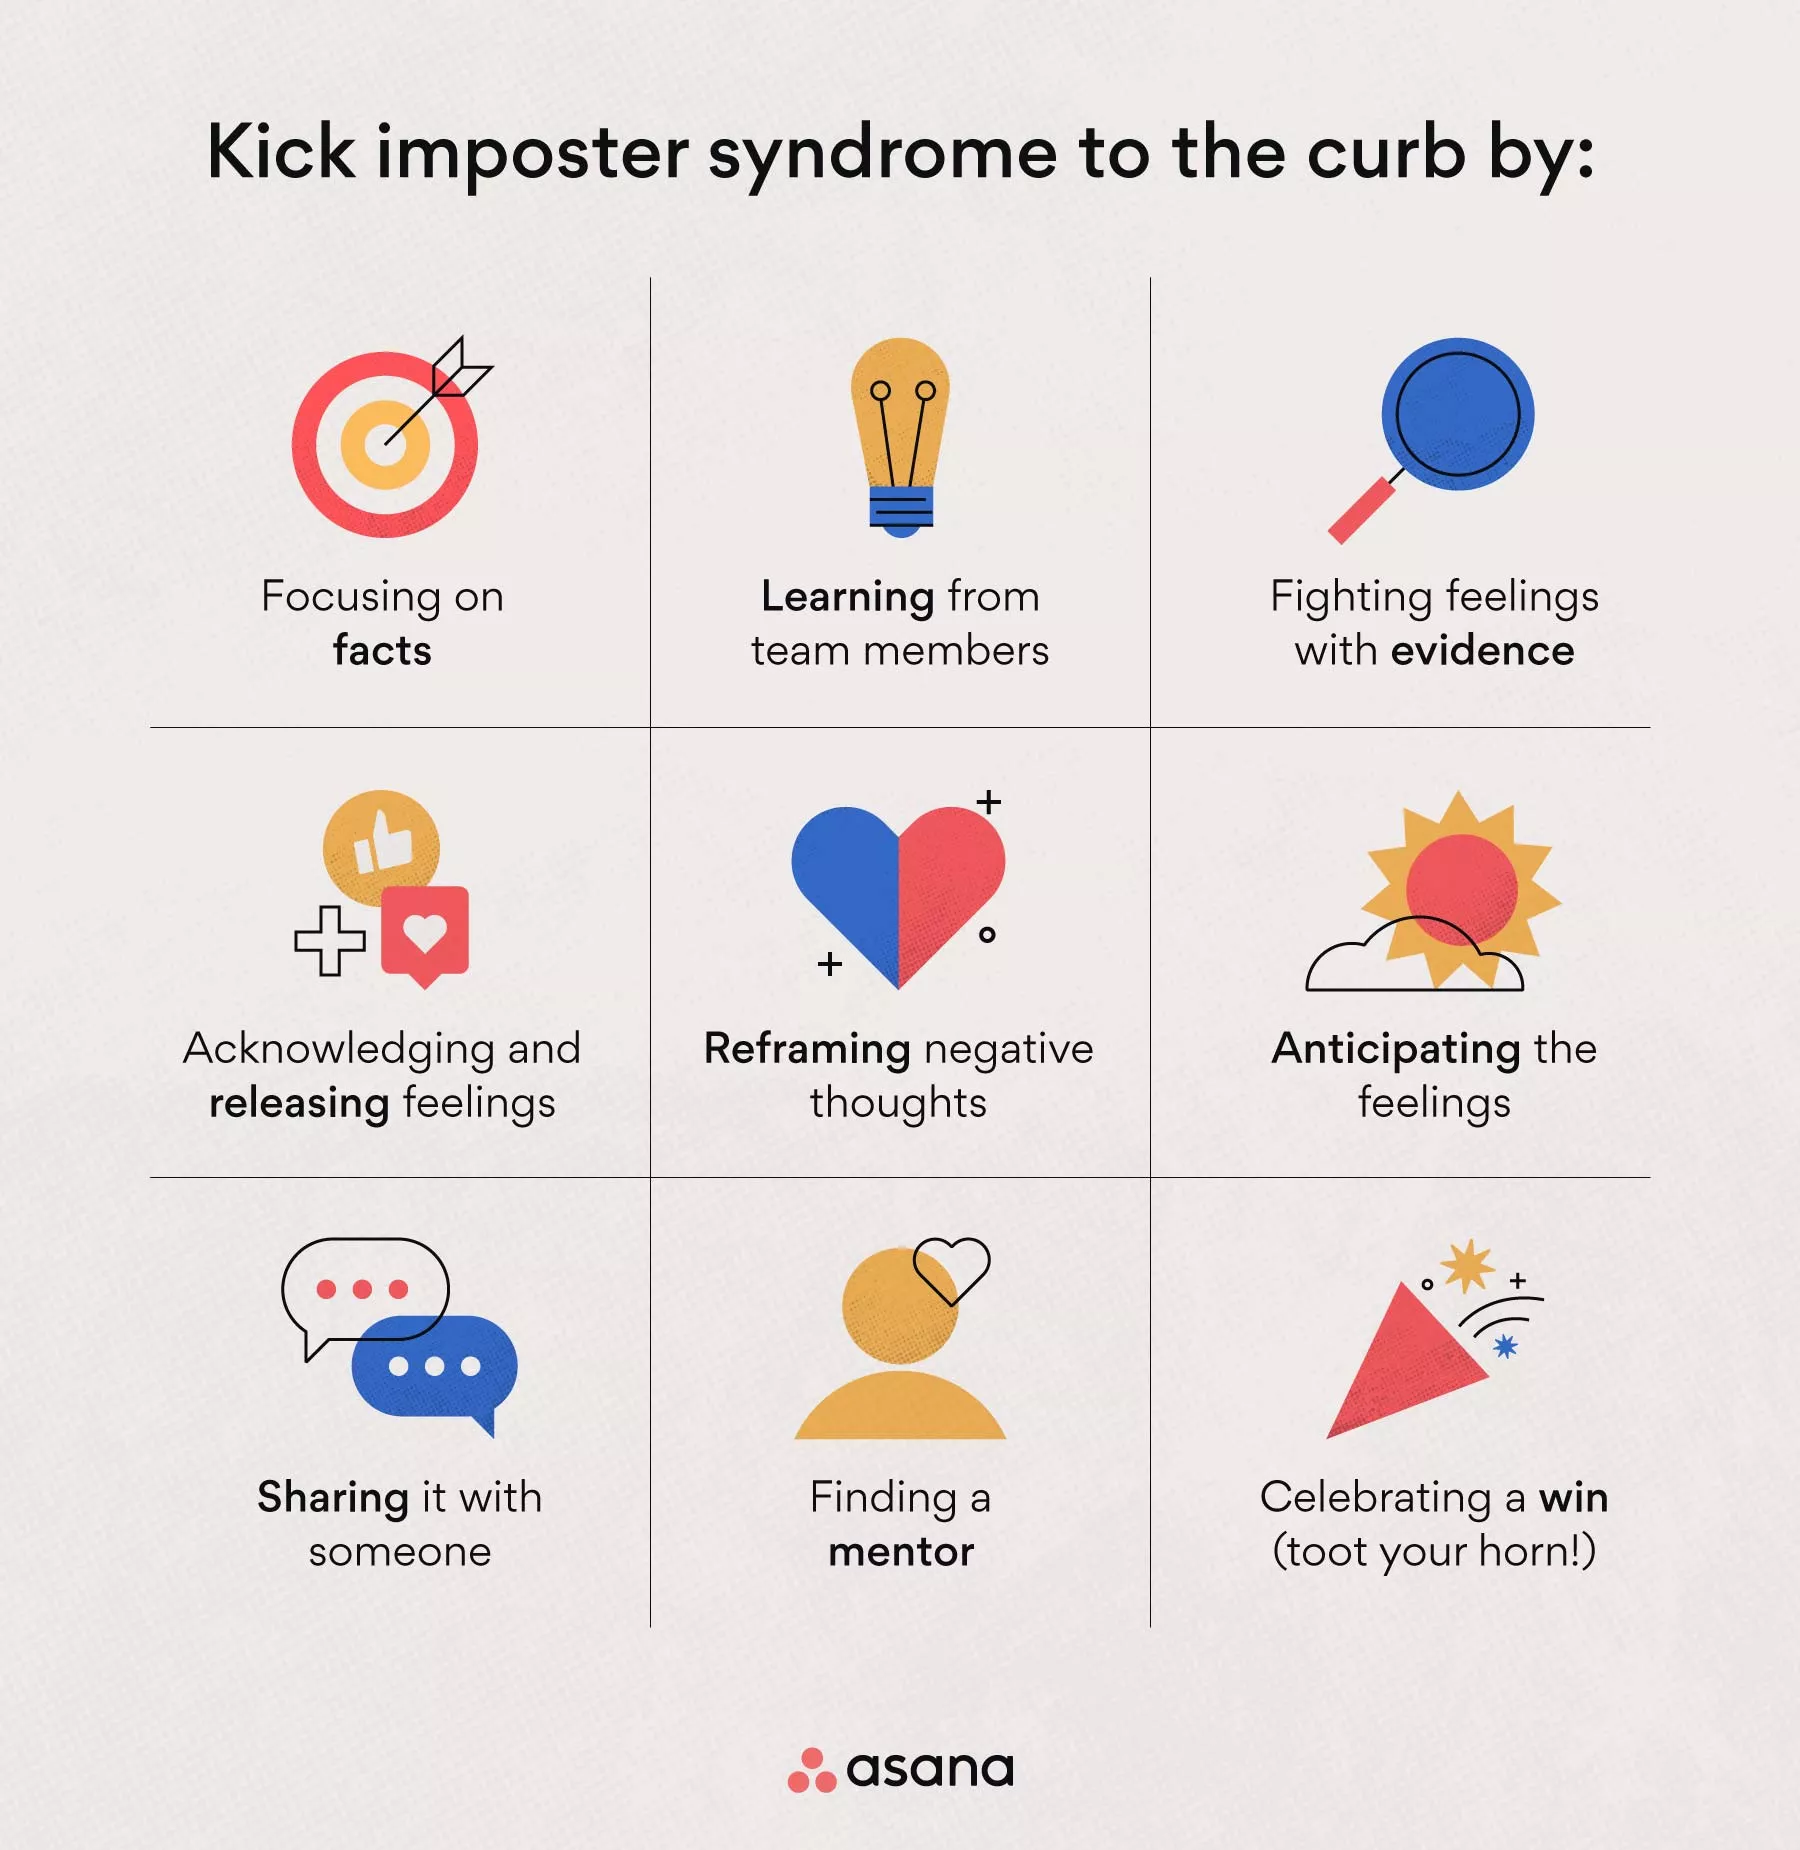 Kick imposter syndrome to the curb by:
Focusing on
facts
Learning from
team members
Fighting feelings
with evidence
Acknowledging and
releasing feelings
Reframing negative
thoughts
Anticipating the
feelings
Sharing it with
someone
Finding a
mentor
Celebrating a win
(toot your horn!)
asana